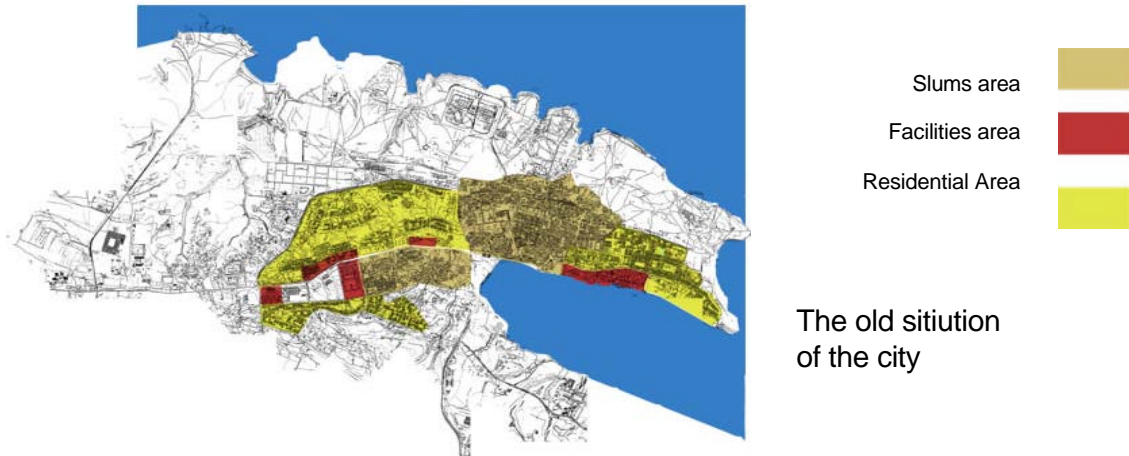 Slums area
Facilities area
Residential Area
The old sitiution
of the city